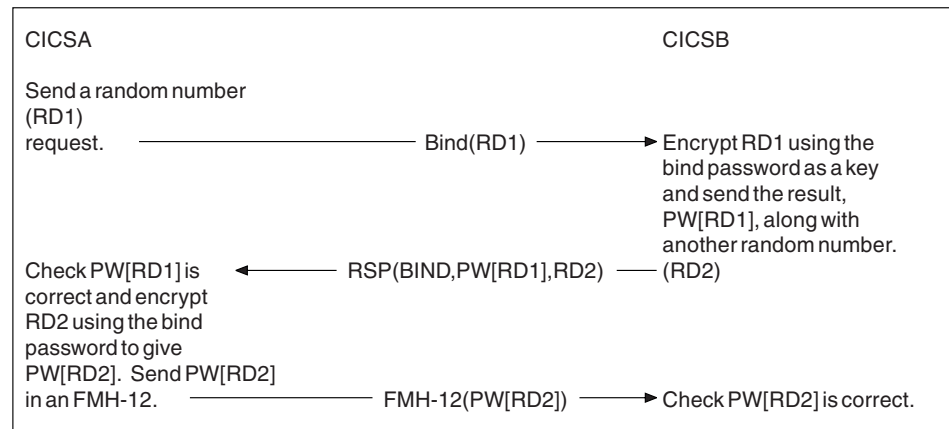 CICSA CICSB
Send a random number
(RD1)
request. Bind(RD1) Encrypt RD1 using the
bind password as a key
and send the result,
PW[RD1], along with
another random number.
Check PW[RD1] is RSP(BIND,PW[RD1],RD2) (RD2)
correct and encrypt
RD2 using the bind
password to give
PW[RD2]. Send PW[RD2]
in an FMH-12. FMH-12(PW[RD2]) Check PW[RD2] is correct.